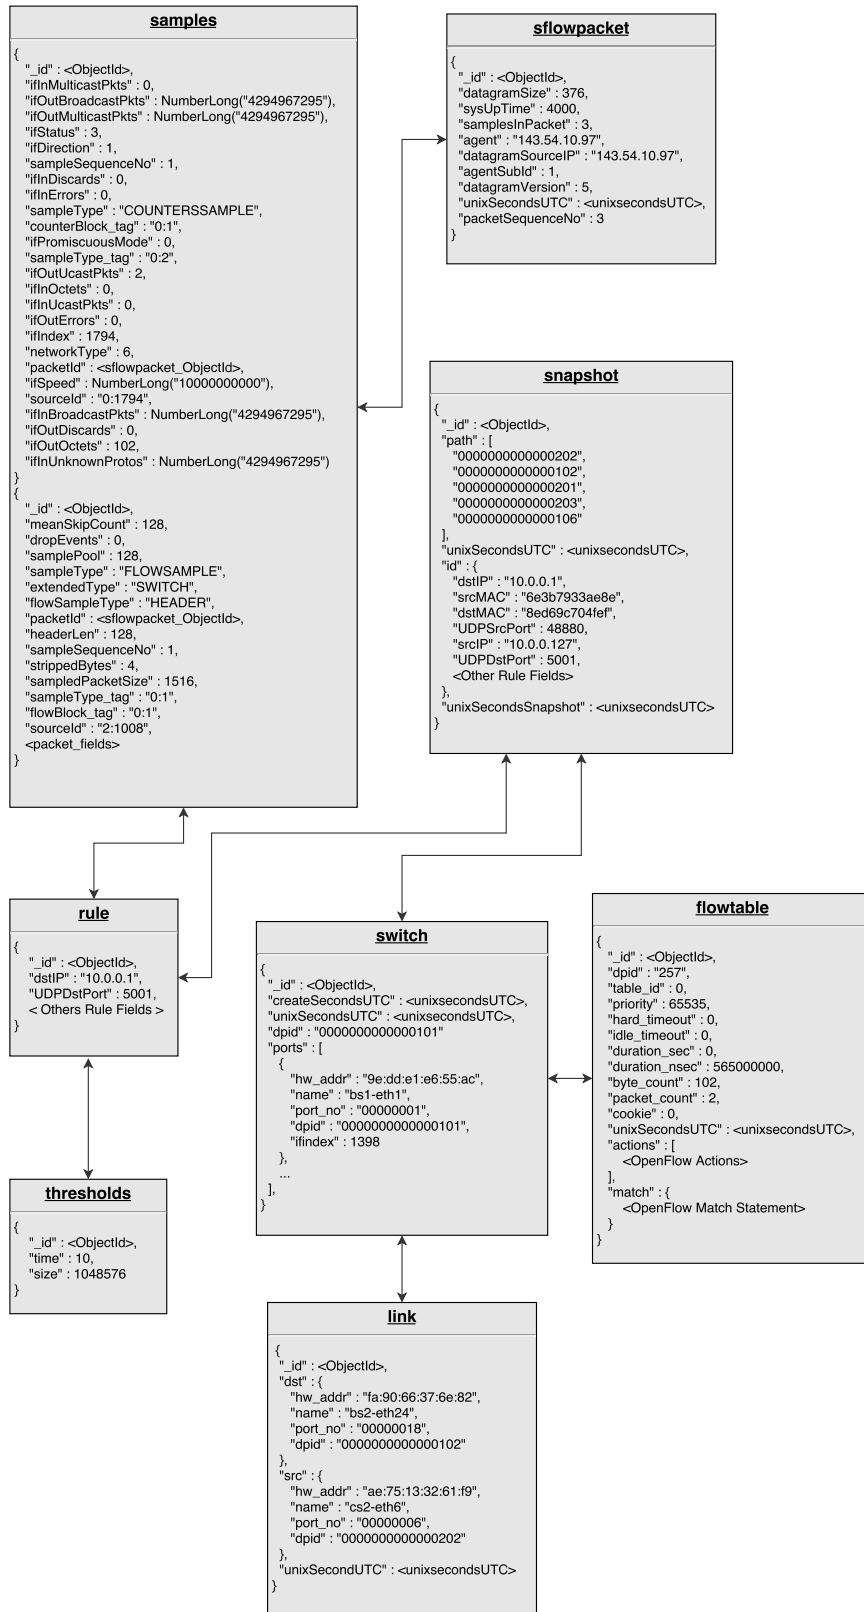 samples
{
"_id" : <ObjectId>,
"ifInMulticastPkts" : 0,
"ifOutBroadcastPkts" : NumberLong("4294967295"),
"ifOutMulticastPkts" : NumberLong("4294967295"),
"ifStatus" : 3,
"ifDirection" : 1,
"sampleSequenceNo" : 1,
"ifInDiscards" : 0,
"ifInErrors" : 0,
"sampleType" : "COUNTERSSAMPLE",
"counterBlock_tag" : "0:1",
"ifPromiscuousMode" : 0,
"sampleType_tag" : "0:2",
"ifOutUcastPkts" : 2,
"ifInOctets" : 0,
"ifInUcastPkts" : 0,
"ifOutErrors" : 0,
"ifIndex" : 1794,
"networkType" : 6,
"packetId" : <sflowpacket_ObjectId>,
"ifSpeed" : NumberLong("10000000000"),
"sourceId" : "0:1794",
"ifInBroadcastPkts" : NumberLong("4294967295"),
"ifOutDiscards" : 0,
"ifOutOctets" : 102,
"ifInUnknownProtos" : NumberLong("4294967295")
}
{
"_id" : <ObjectId>,
"meanSkipCount" : 128,
"dropEvents" : 0,
"samplePool" : 128,
"sampleType" : "FLOWSAMPLE",
"extendedType" : "SWITCH",
"flowSampleType" : "HEADER",
"packetId" : <sflowpacket_ObjectId>,
"headerLen" : 128,
"sampleSequenceNo" : 1,
"strippedBytes" : 4,
"sampledPacketSize" : 1516,
"sampleType_tag" : "0:1",
"flowBlock_tag" : "0:1",
"sourceId" : "2:1008",
<packet_fields>
}
sflowpacket
{
"_id" : <ObjectId>,
"datagramSize" : 376,
"sysUpTime" : 4000,
"samplesInPacket" : 3,
"agent" : "143.54.10.97",
"datagramSourceIP" : "143.54.10.97",
"agentSubId" : 1,
"datagramVersion" : 5,
"unixSecondsUTC" : <unixsecondsUTC>,
"packetSequenceNo" : 3
}
snapshot
{
"_id" : <ObjectId>,
"path" : [
"0000000000000202"
"0000000000000102",
"0000000000000201",
"0000000000000203",
"0000000000000106"
],
"unixSecondsUTC" : <unixsecondsUTC>,
"id" : {
"dstIP" : "10.0.0.1",
"srcMAC" : "6e3b7933ae8e",
"dstMAC" : "8ed69c704fef",
"UDPSrcPort" : 48880,
"srcIP" : "10.0.0.127",
"UDPDstPort" : 5001,
<Other Rule Fields>
},
"unixSecondsSnapshot" : <unixsecondsUTC>
}
rule
{
"_id" : <ObjectId>,
"dstIP" : "10.0.0.1",
"UDPDstPort" : 5001,
< Others Rule Fields >
}
switch
{
"_id" : <ObjectId>,
"createSecondsUTC" : <unixsecondsUTC>,
"unixSecondsUTC" : <unixsecondsUTC>,
"dpid" : "0000000000000101"
"ports" : [
{
"hw_addr" : "9e:dd:e1:e6:55:ac",
"name" : "bs1-eth1",
"port_no" : "00000001",
"dpid" : "0000000000000101",
"ifindex" : 1398
},
...
],
}
flowtable
{
"_id" : <ObjectId>,
"dpid" : "257",
"table_id" : 0,
"priority" : 65535,
"hard_timeout" : 0,
"idle_timeout" : 0,
"duration_sec" : 0,
"duration_nsec" : 565000000,
"byte_count" : 102,
"packet_count" : 2,
"cookie" : 0,
"unixSecondsUTC" : <unixsecondsUTC>,
"actions" : [
<OpenFlow Actions>
],
"match" : {
<OpenFlow Match Statement>
}
}
thresholds
{
"_id" : <ObjectId>,
"time" : 10,
"size" : 1048576
}
link
{
"_id" : <ObjectId>,
"dst" : {
"hw_addr" : "fa:90:66:37:6e:82",
"name" : "bs2-eth24",
"port_no" : "00000018",
"dpid" : "0000000000000102"
},
"src" : {
"hw_addr" : "ae:75:13:32:61:f9",
"name" : "cs2-eth6",
"port_no" : "00000006",
"dpid" : "0000000000000202"
},
"unixSecondUTC" : <unixsecondsUTC>
}